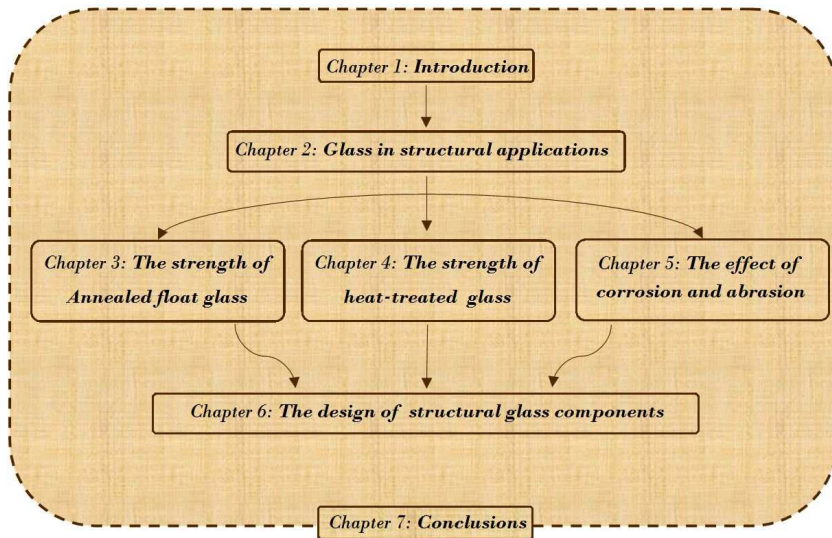 Chapter 1: Introduction
Chapter 2: Glass in structural applications
Chapter 3: The strength of
Annealed float glass
Chapter 4: The strength of
heat-treated glass
Chapter 5: The effect of
corrosion and abrasion
Chapter 6: The design of structural glass components
Chapter 7: Conclusions